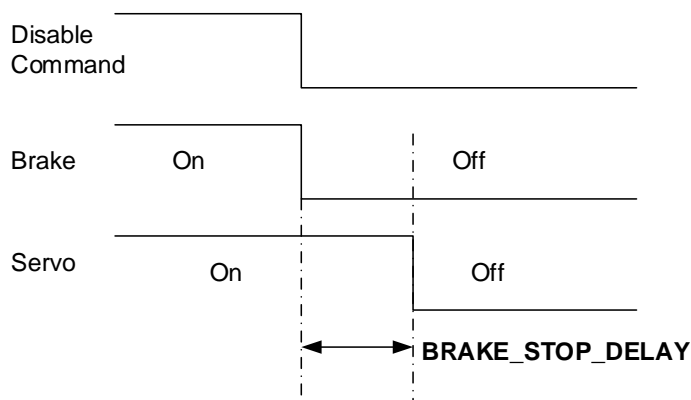 Disable
Command
Brake
On
Off
Servo
On
Off
BRAKE_STOP_DELAY